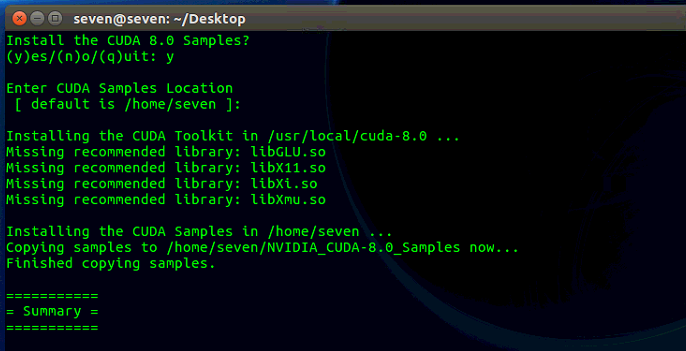 seven@seven: ~/Desktop
Install the CUDA 8.0 Samples?
(y)es/(n)o/(q)uit: y
Enter CUDA Samples Location
[ default is /home/seven ]:
Installing the CUDA Toolkit in /usr/local/cuda-8.0 ...
Missing recommended library: libGLU.so
Missing recommended library: libX11.so
Missing recommended library: libXi.so
Missing recommended library: libXmu.so
Installing the CUDA Samples in /home/seven ...
Copying samples to /home/seven/NVIDIA_CUDA-8.0_Samples now...
Finished copying samples.
===========
= Summary =
===========